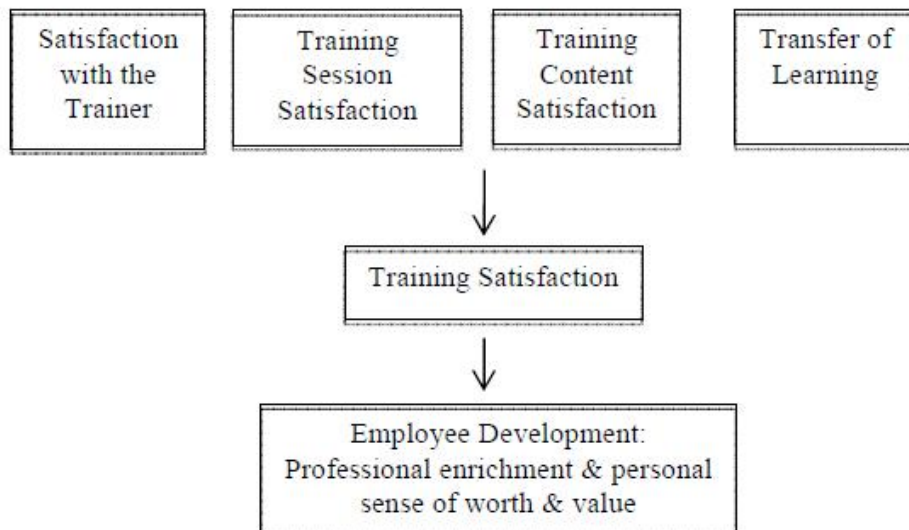 Satisfaction
with the
Trainer
Training
Session
Satisfaction
Training
Content
Satisfaction
Transfer of
Learning
Training Satisfaction
Employee Development:
Professional enrichment & personal
sense of worth & value